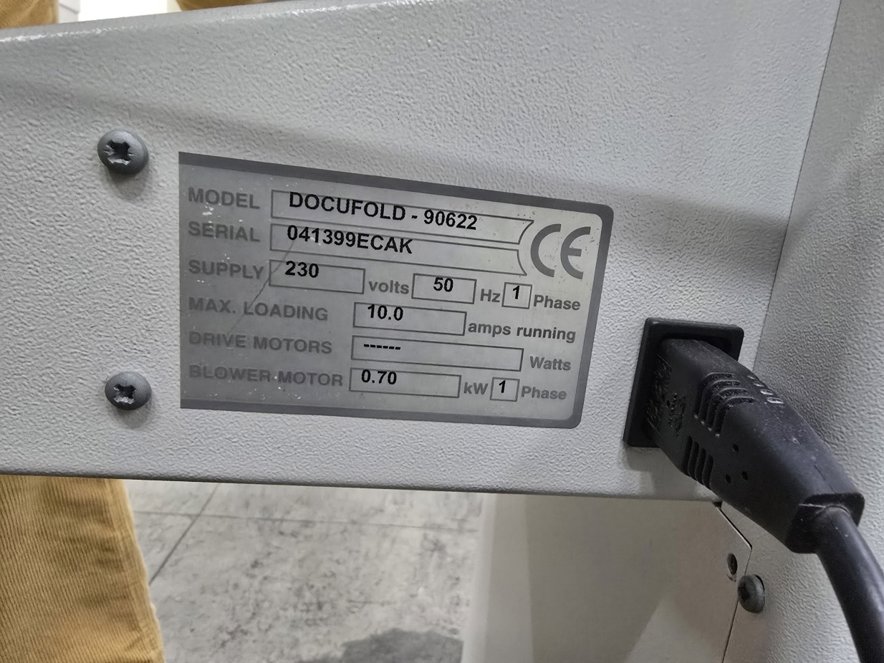 MODEL DOCUFOLD - 90622
SERIAL 041399ECAK
CE
SUPPLY 230 volts 50 Hz 1 Phase
MAX. LOADING 10.0 amps running
DRIVE MOTORS ------ Watts
BLOWER MOTOR 0.70 kW 1 Phase